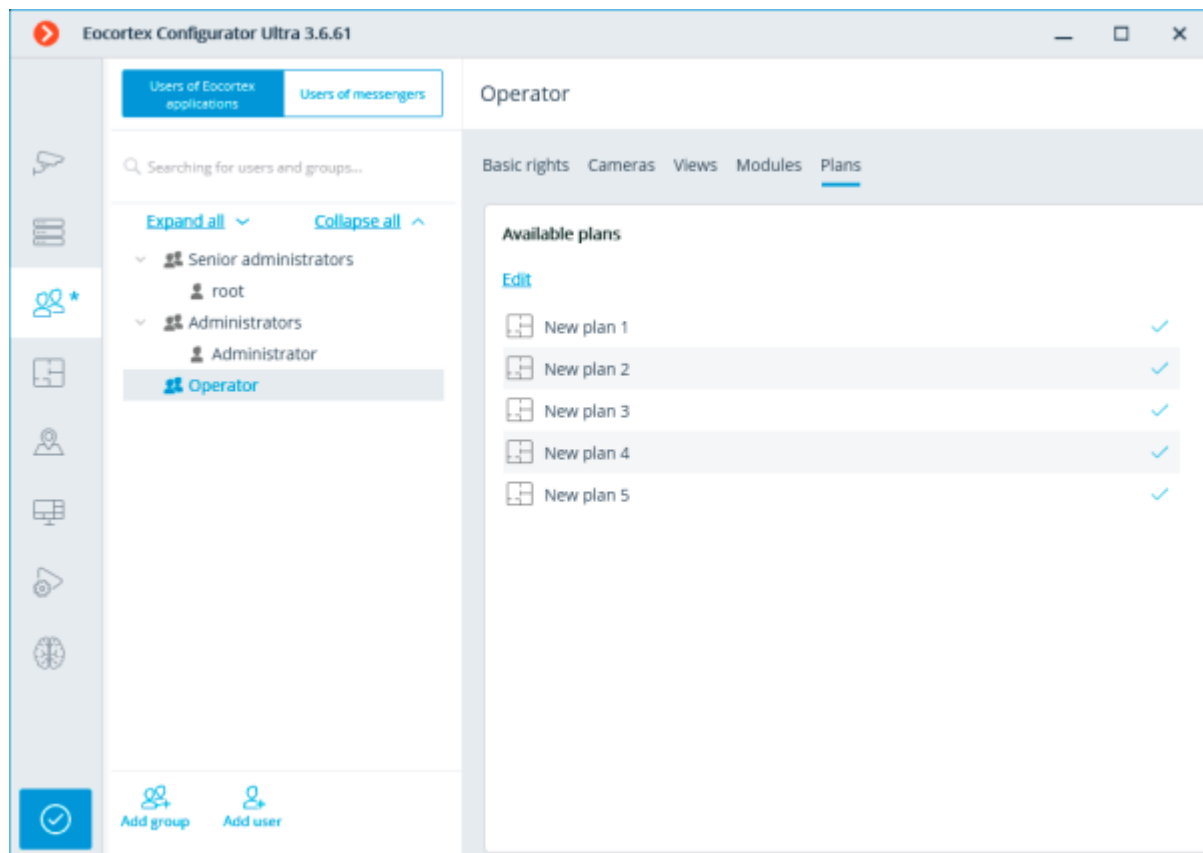 Eocortex Configurator Ultra 3.6.61
Users of Eocortex
applications
Users of messengers
Searching for users and groups...
Expand all
Collapse all
Senior administrators
root
Administrators
Administrator
Operator
Add group
Add user
Operator
Basic rights Cameras Views Modules Plans
Available plans
Edit
New plan 1
New plan 2
New plan 3
New plan 4
New plan 5